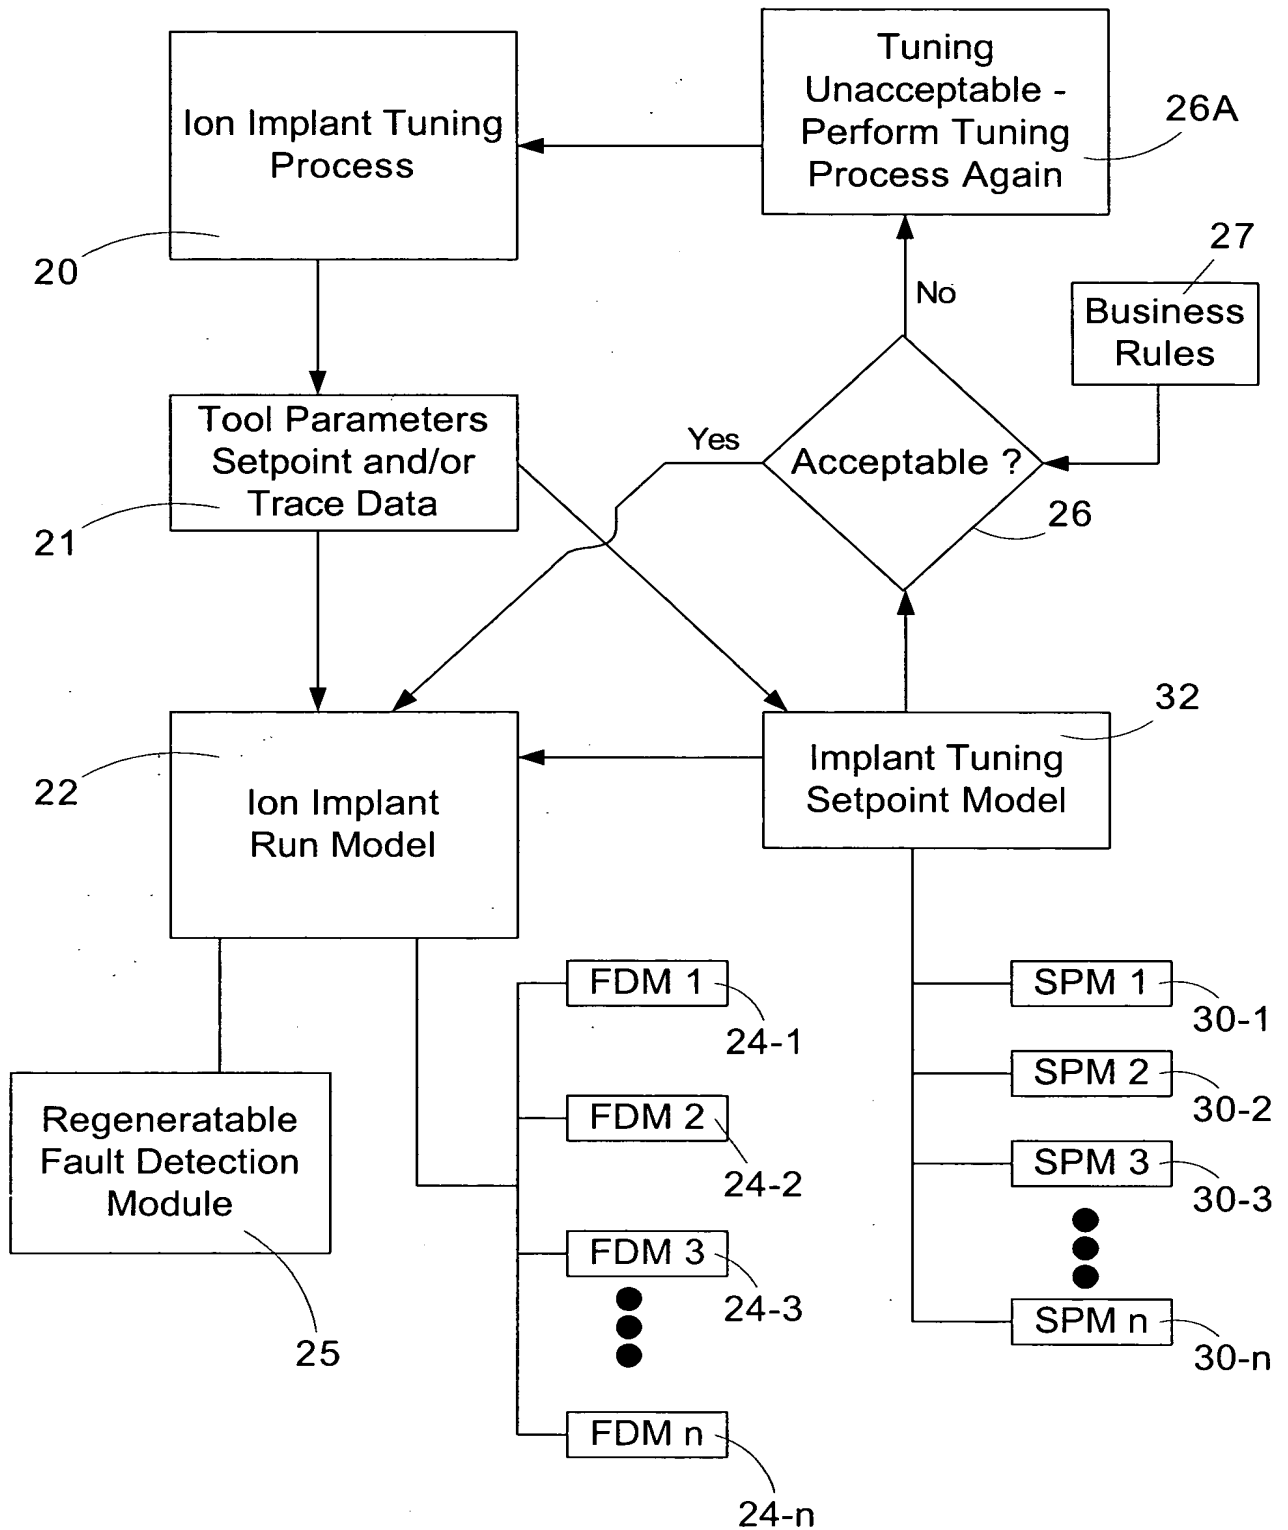 Tuning
Unacceptable -
Perform Tuning
Process Again
26A
Ion Implant Tuning
Process
20
No
27
Business
Rules
Tool Parameters
Setpoint and/or
Trace Data
21
Yes
Acceptable ?
26
32
Implant Tuning
Setpoint Model
22
Ion Implant
Run Model
FDM 1
24-1
FDM 2
24-2
FDM 3
24-3
FDM n
24-n
SPM 1
30-1
SPM 2
30-2
SPM 3
30-3
SPM n
30-n
Regeneratable
Fault Detection
Module
25